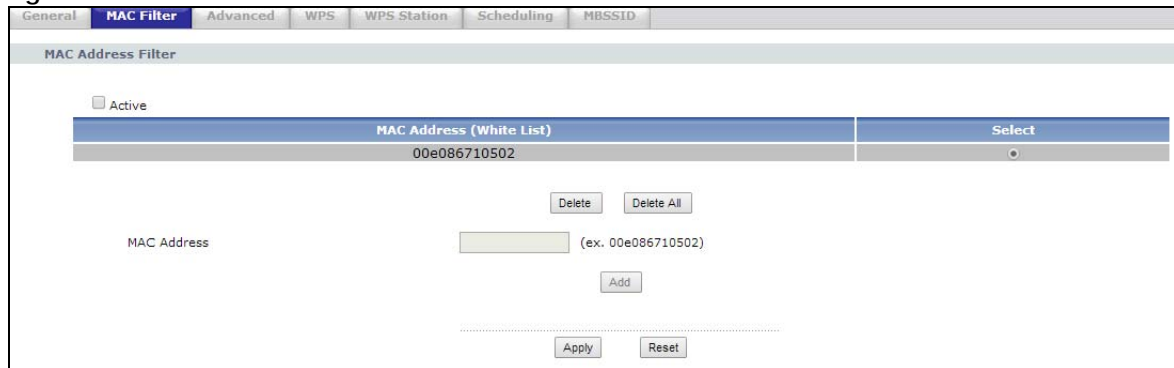 General MAC Filter Advanced WPS WPS Station Scheduling MBSSID
MAC Address Filter
Active
MAC Address (White List) Select
00e086710502
Delete Delete All
MAC Address (ex. 00e086710502)
Add
Apply Reset